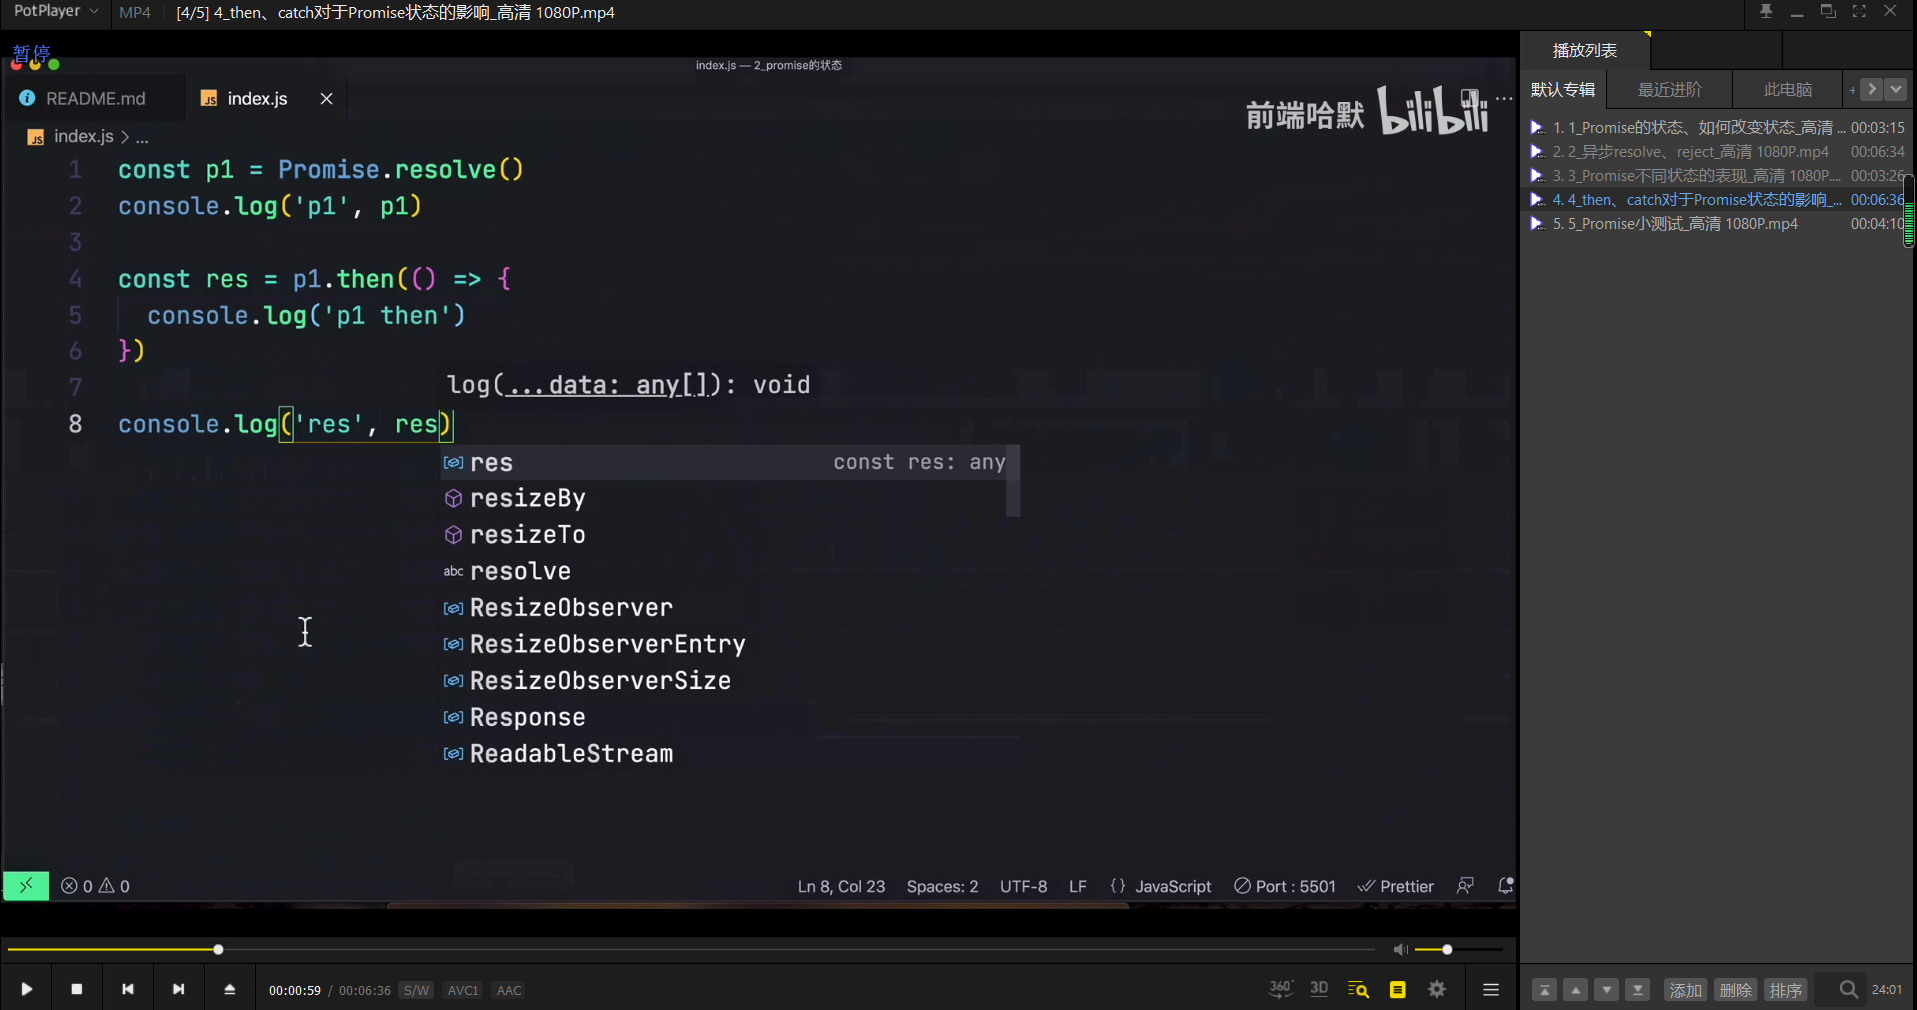 PotPlayer MP4 [4/5] 4_then、catch对于Promise状态的影响_高清 1080P.mp4
暂停
index.js — 2_promise的状态
README.md index.js
前端哈默 bilibili
index.js > ...
1 const p1 = Promise.resolve()
2 console.log('p1', p1)
3
4 const res = p1.then(() => {
5 console.log('p1 then')
6 })
7
log(...data: any[]): void
8 console.log('res', res)
res const res: any
resizeBy
resizeTo
abc resolve
ResizeObserver
ResizeObserverEntry
ResizeObserverSize
Response
ReadableStream
0 0 Ln 8, Col 23 Spaces: 2 UTF-8 LF {} JavaScript Port : 5501 Prettier
00:00:59 / 00:06:36 S/W AVC1 AAC
360° 3D
播放列表
默认专辑 最近进阶 此电脑 +
1. 1_Promise的状态、如何改变状态_高清 ... 00:03:15
2. 2_异步resolve、reject_高清 1080P.mp4 00:06:34
3. 3_Promise不同状态的表现_高清 1080P.... 00:03:26
4. 4_then、catch对于Promise状态的影响_... 00:06:36
5. 5_Promise小测试_高清 1080P.mp4 00:04:10
添加 删除 排序 24:01